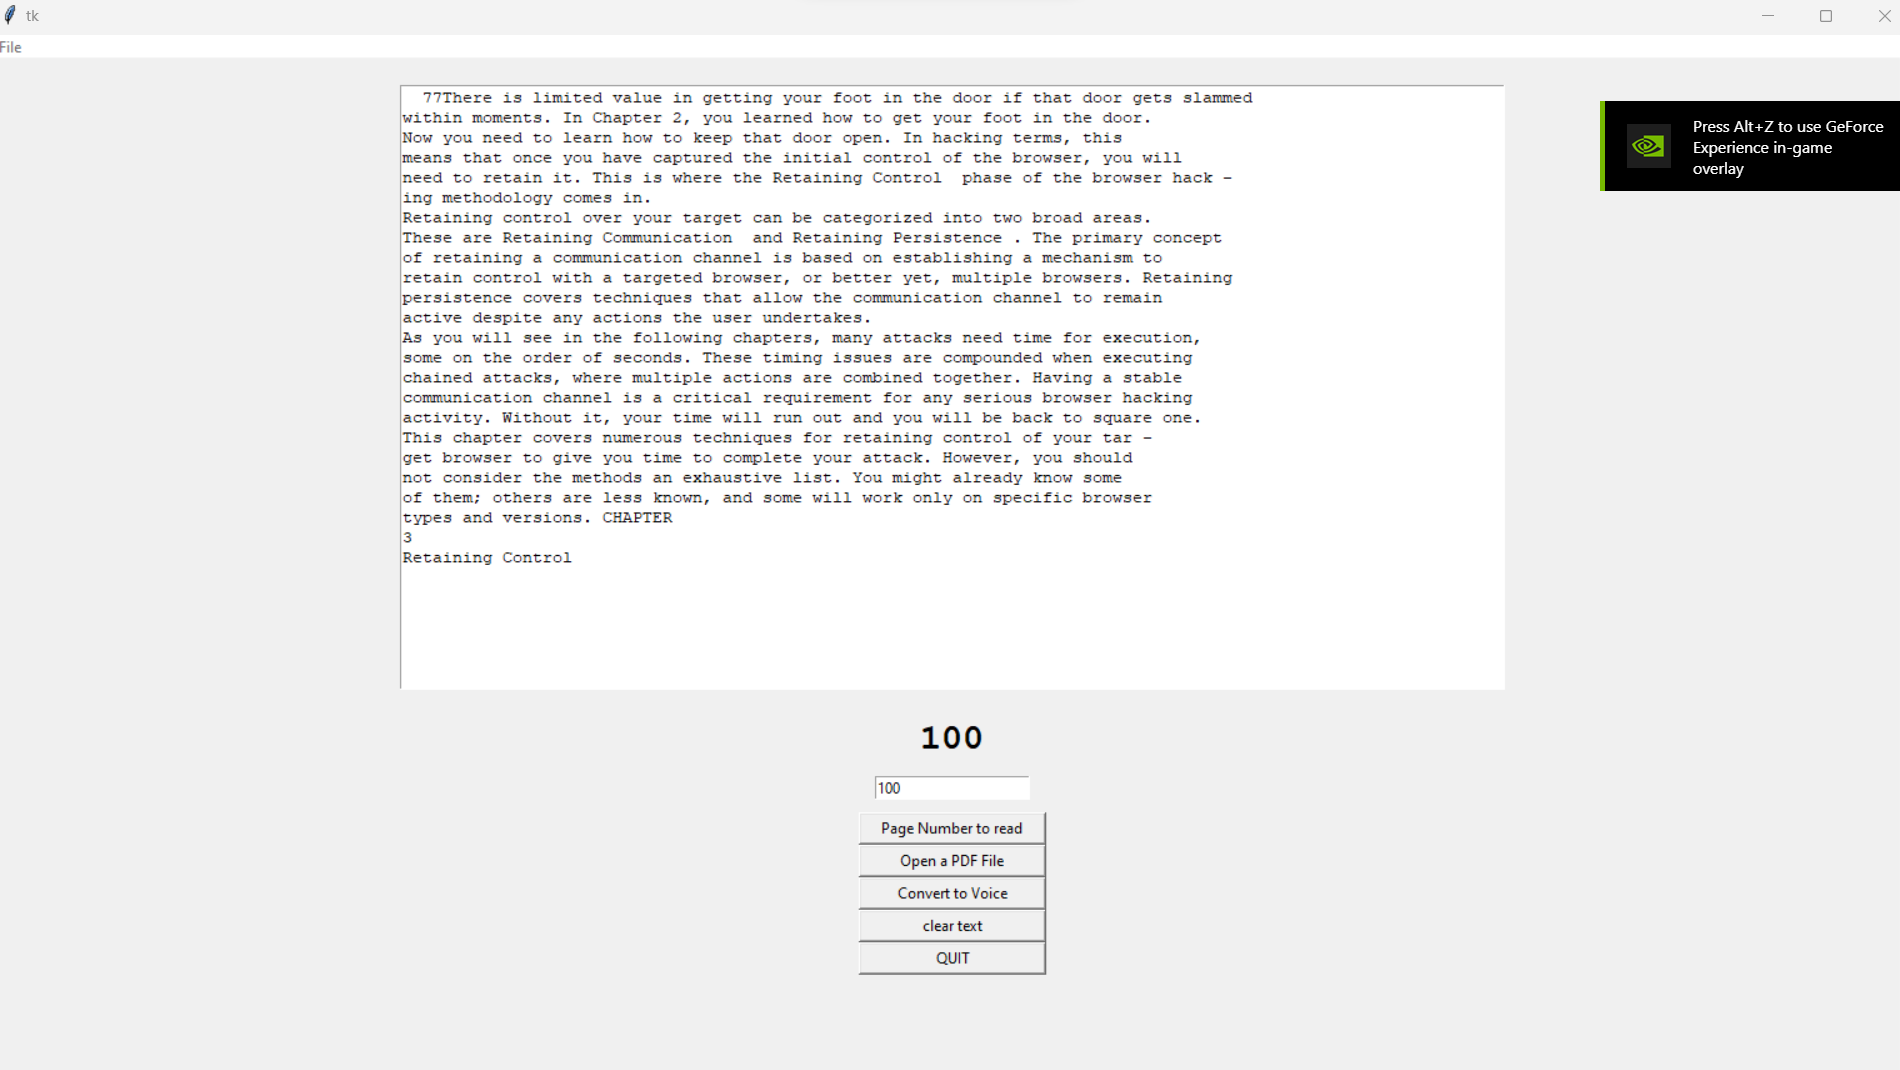 tk
File
77There is limited value in getting your foot in the door if that door gets slammed
within moments. In Chapter 2, you learned how to get your foot in the door.
Now you need to learn how to keep that door open. In hacking terms, this
means that once you have captured the initial control of the browser, you will
need to retain it. This is where the Retaining Control  phase of the browser hack -
ing methodology comes in.
Retaining control over your target can be categorized into two broad areas.
These are Retaining Communication  and Retaining Persistence . The primary concept
of retaining a communication channel is based on establishing a mechanism to
retain control with a targeted browser, or better yet, multiple browsers. Retaining
persistence covers techniques that allow the communication channel to remain
active despite any actions the user undertakes.
As you will see in the following chapters, many attacks need time for execution,
some on the order of seconds. These timing issues are compounded when executing
chained attacks, where multiple actions are combined together. Having a stable
communication channel is a critical requirement for any serious browser hacking
activity. Without it, your time will run out and you will be back to square one.
This chapter covers numerous techniques for retaining control of your tar -
get browser to give you time to complete your attack. However, you should
not consider the methods an exhaustive list. You might already know some
of them; others are less known, and some will work only on specific browser
types and versions. CHAPTER
3
Retaining Control
Press Alt+Z to use GeForce
Experience in-game
overlay
100
100
Page Number to read
Open a PDF File
Convert to Voice
clear text
QUIT